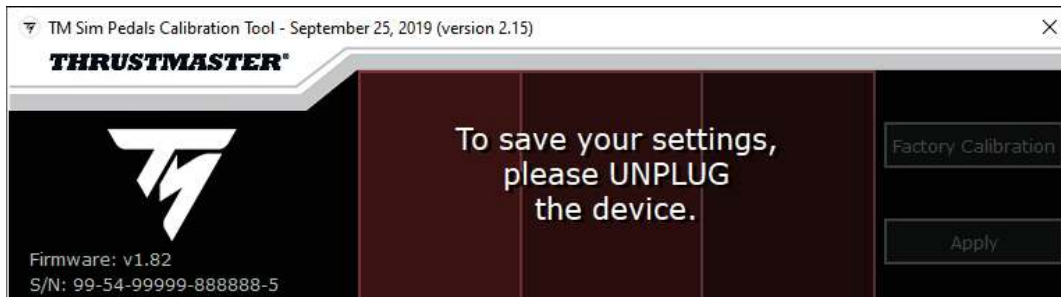 TM Sim Pedals Calibration Tool - September 25, 2019 (version 2.15)
THRUSTMASTER®
To save your settings,
please UNPLUG
the device.
Factory Calibration
Apply
Firmware: v1.82
S/N: 99-54-99999-888888-5